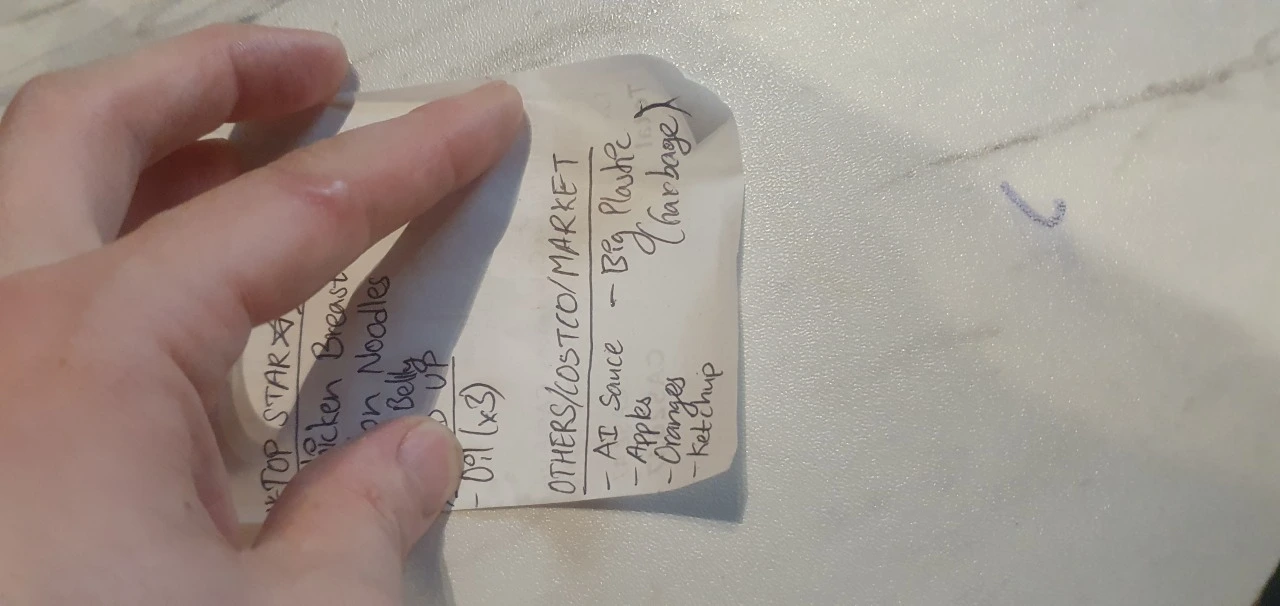 TOP STAR
Chicken Breast
Noodles
Belly
UP
- Oil (x3)
OTHERS/COSTCO/MARKET
- A1 Sauce - Big Plastic
- Apples (Garbage)
- Oranges
- Ketchup